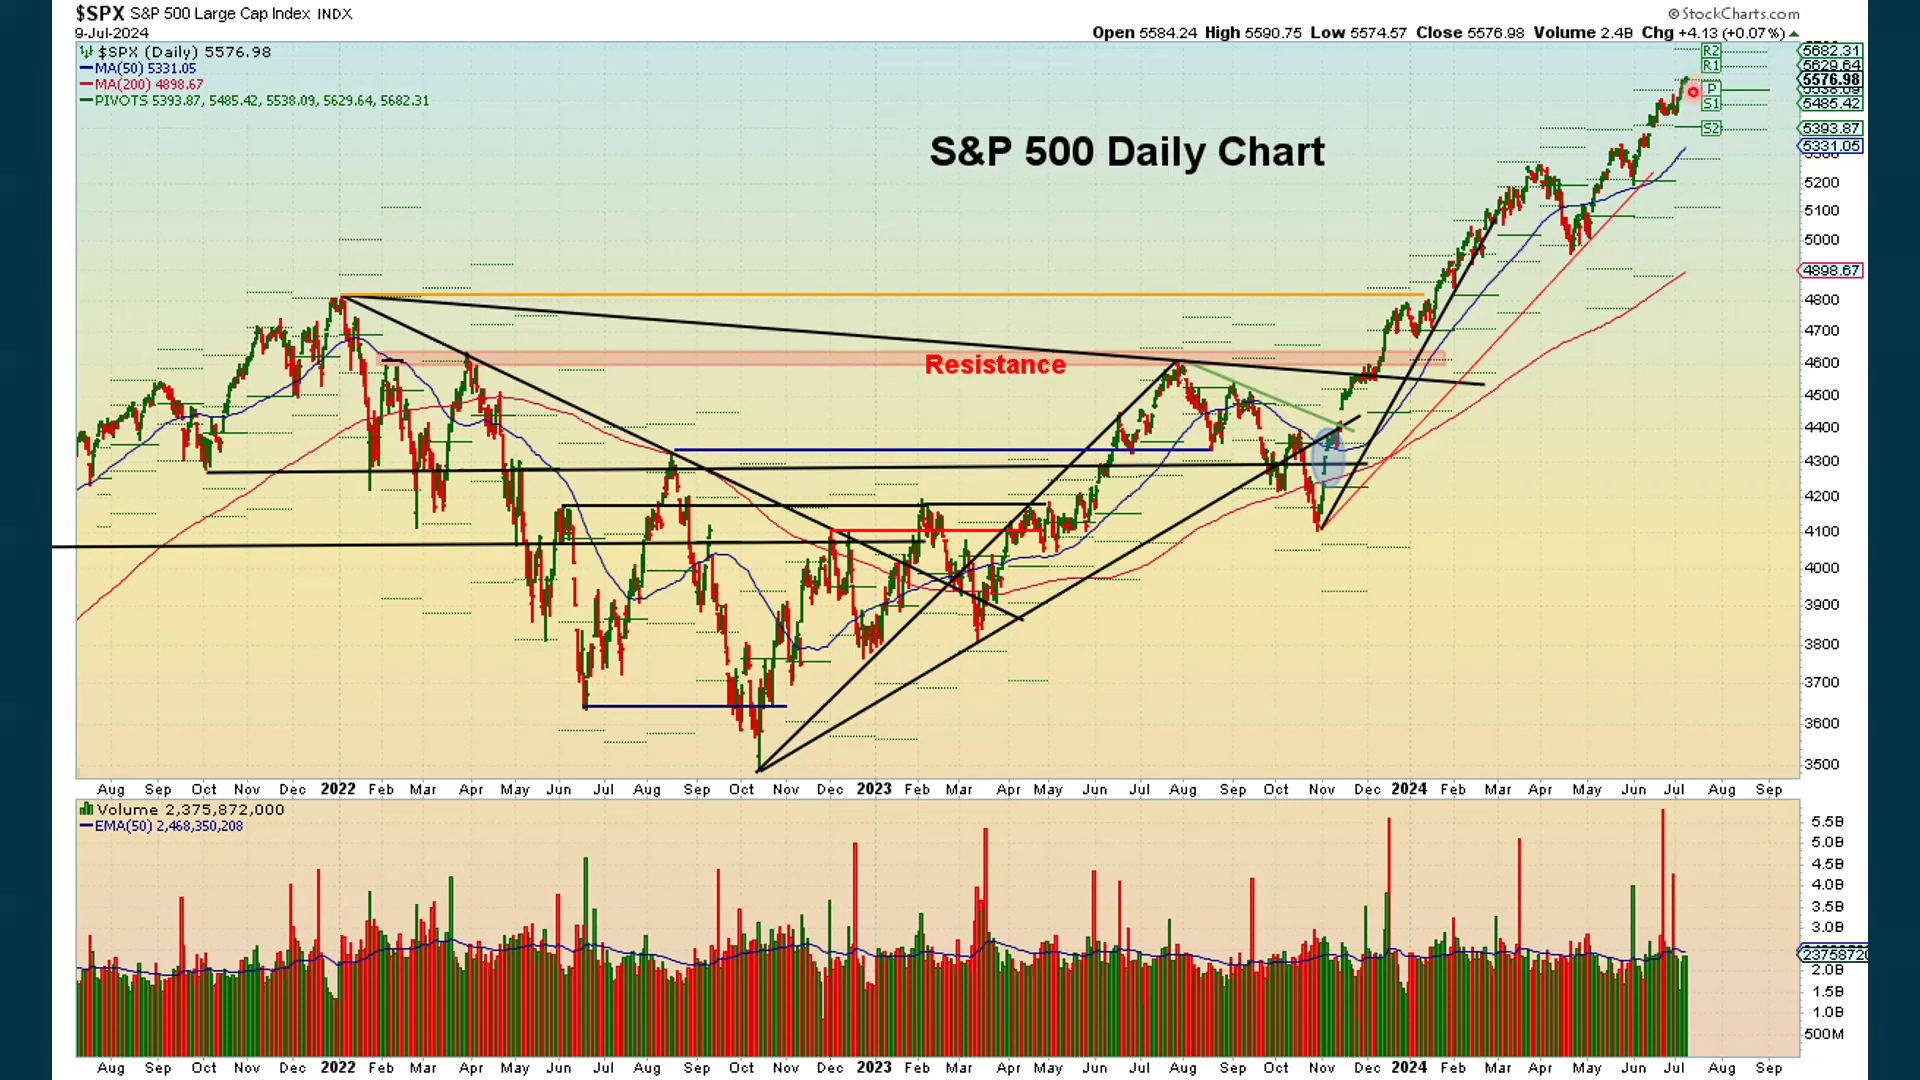 $SPX S&P 500 Large Cap Index INDX
© StockCharts.com
9-Jul-2024
Open 5584.24 High 5590.75 Low 5574.57 Close 5576.98 Volume 2.4B Chg +4.13 (+0.07%)
$SPX (Daily) 5576.98
MA(50) 5331.05
MA(200) 4898.67
PIVOTS 5393.87, 5485.42, 5538.09, 5629.64, 5682.31
S&P 500 Daily Chart
Resistance
R2
R1
P
S1
S2
5682.31
5629.64
5576.98
5538.09
5485.42
5393.87
5331.05
5300
5200
5100
5000
4898.67
4800
4700
4600
4500
4400
4300
4200
4100
4000
3900
3800
3700
3600
3500
Aug Sep Oct Nov Dec 2022 Feb Mar Apr May Jun Jul Aug Sep Oct Nov Dec 2023 Feb Mar Apr May Jun Jul Aug Sep Oct Nov Dec 2024 Feb Mar Apr May Jun Jul Aug Sep
Volume 2,375,872,000
EMA(50) 2,468,350,208
5.5B
5.0B
4.5B
4.0B
3.5B
3.0B
2.0B
1.5B
1.0B
500M
Aug Sep Oct Nov Dec 2022 Feb Mar Apr May Jun Jul Aug Sep Oct Nov Dec 2023 Feb Mar Apr May Jun Jul Aug Sep Oct Nov Dec 2024 Feb Mar Apr May Jun Jul Aug Sep